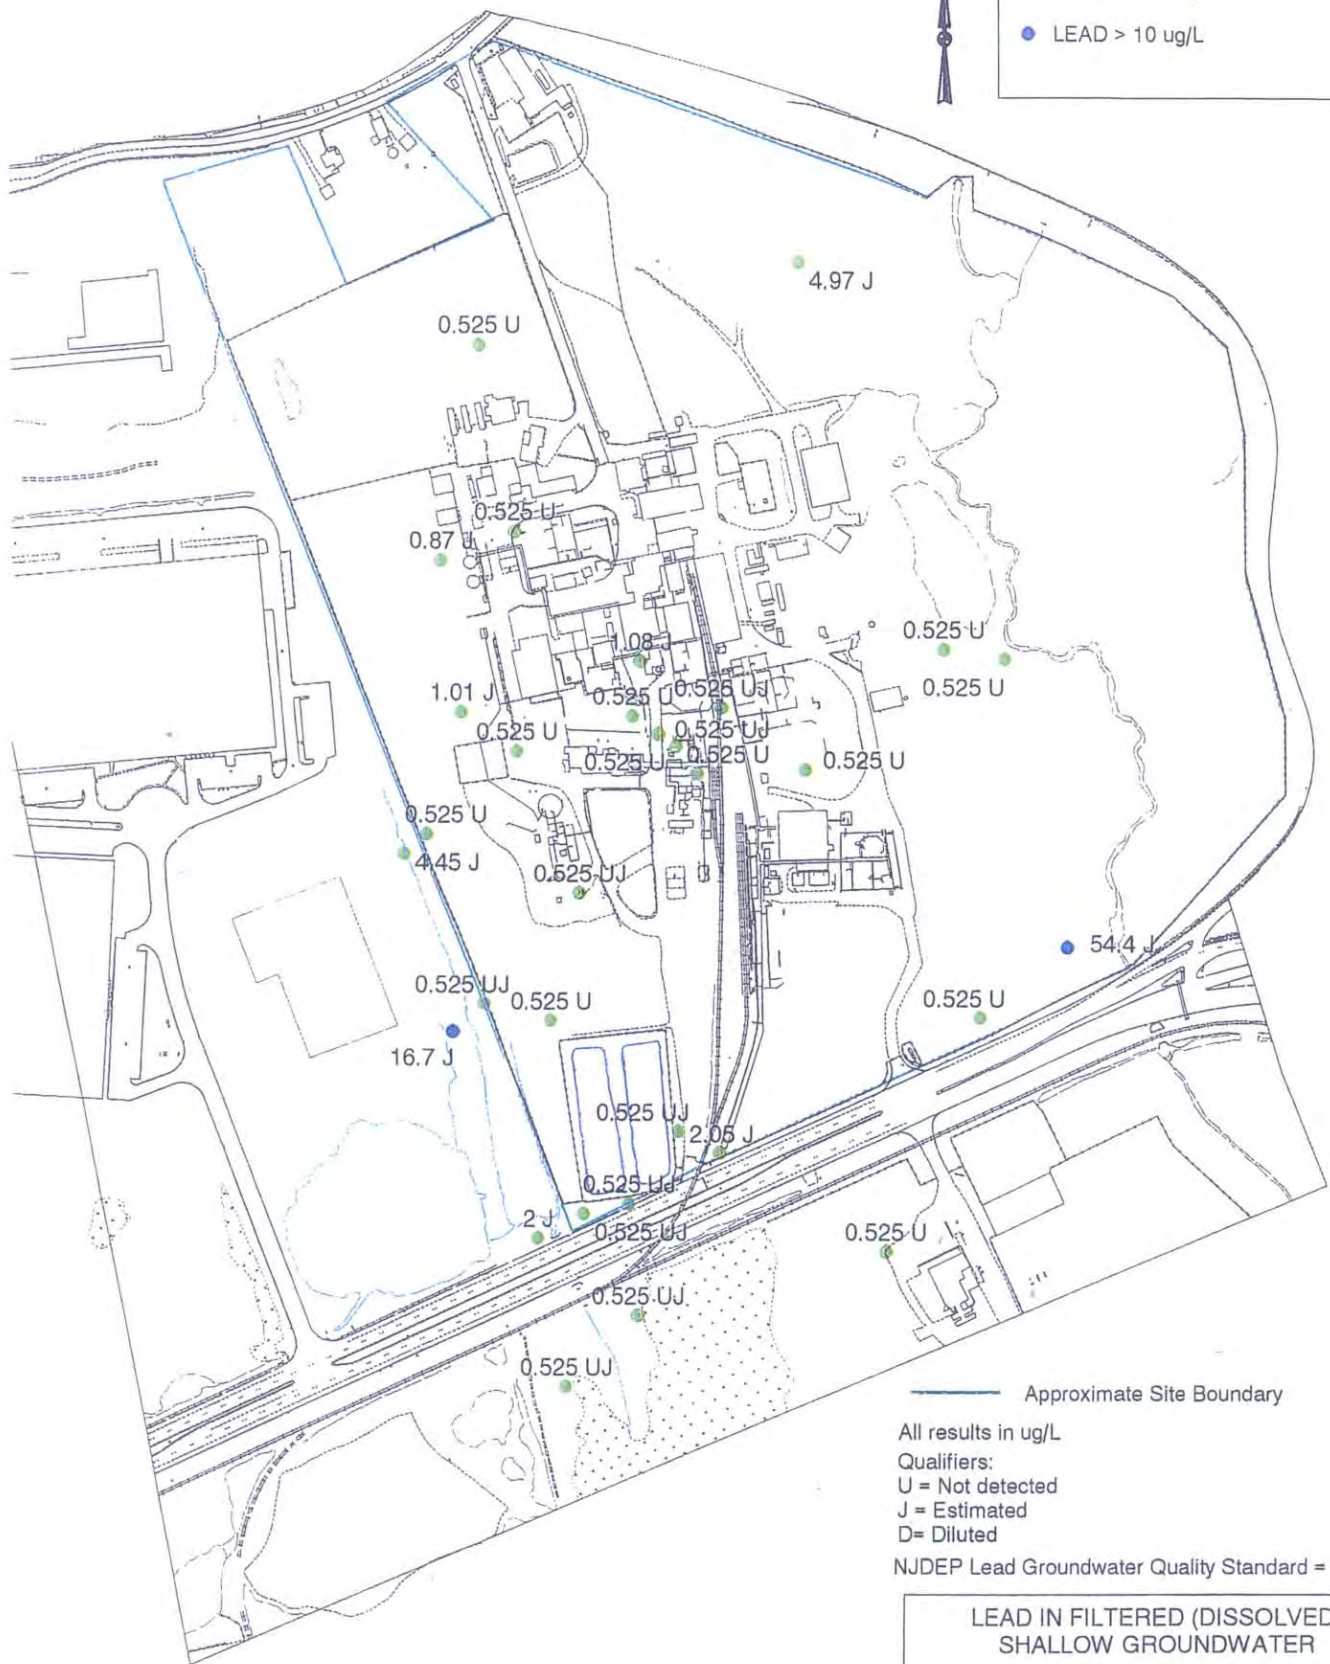 LEAD > 10 ug/L
4.97 J
0.525 U
0.525 U
0.87 J
0.525 U
1.08 J
0.525 U
1.01 J
0.525 U
0.525 UJ
0.525 U
0.525 UJ
0.525 U
0.525 U
0.525 U
0.525 U
4.45 J
0.525 UJ
54.4 J
0.525 UJ
0.525 U
0.525 U
16.7 J
0.525 UJ
2.05 J
0.525 UJ
2 J
0.525 UJ
0.525 U
0.525 UJ
0.525 UJ
Approximate Site Boundary
All results in ug/L
Qualifiers:
U = Not detected
J = Estimated
D= Diluted
NJDEP Lead Groundwater Quality Standard =
LEAD IN FILTERED (DISSOLVED
SHALLOW GROUNDWATER